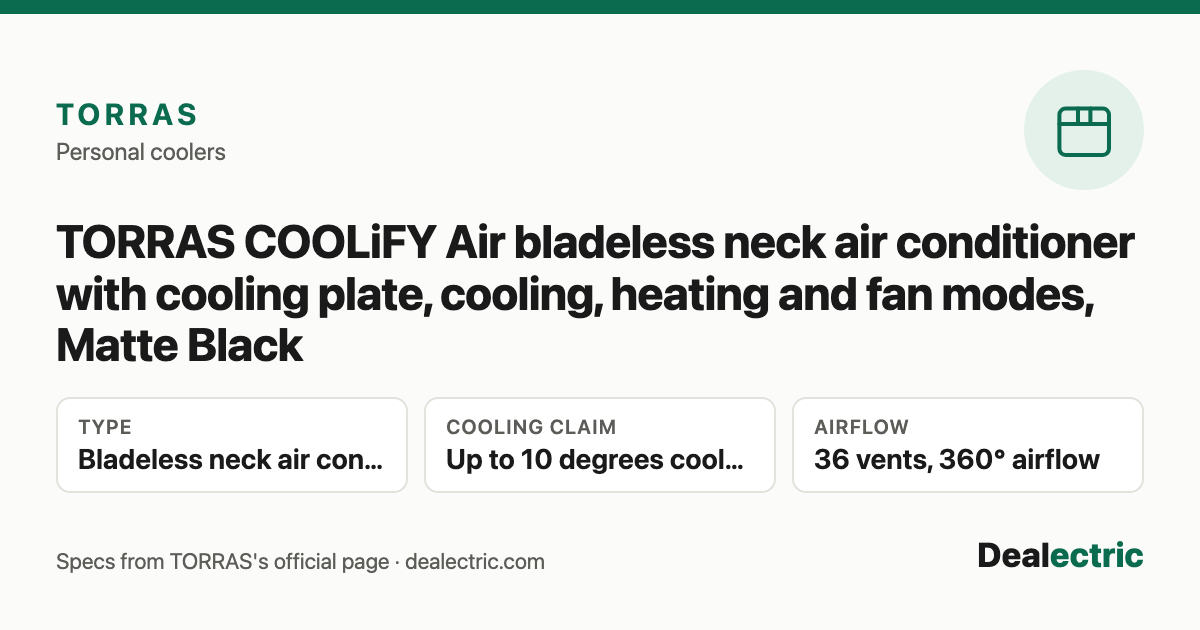 TORRAS
Personal coolers
TORRAS COOLiFY Air bladeless neck air conditioner
with cooling plate, cooling, heating and fan modes,
Matte Black
TYPE
Bladeless neck air con…
COOLING CLAIM
Up to 10 degrees cool…
AIRFLOW
36 vents, 360° airflow
Specs from TORRAS's official page · dealectric.com
Dealectric